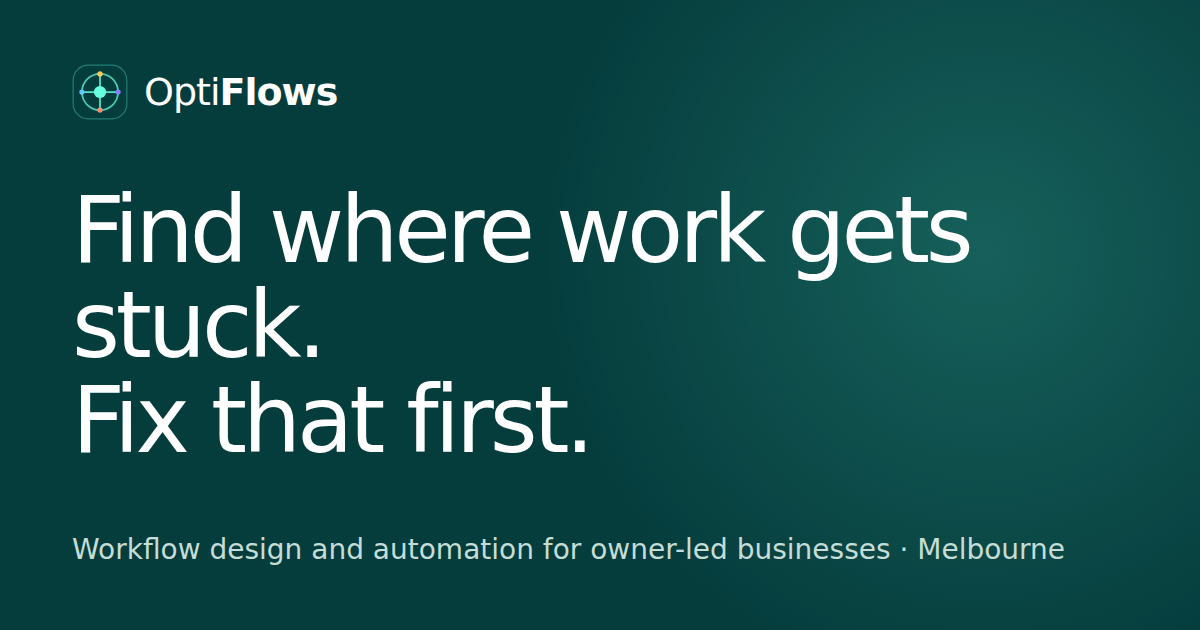 OptiFlows
Find where work gets
stuck.
Fix that first.
Workflow design and automation for owner-led businesses · Melbourne